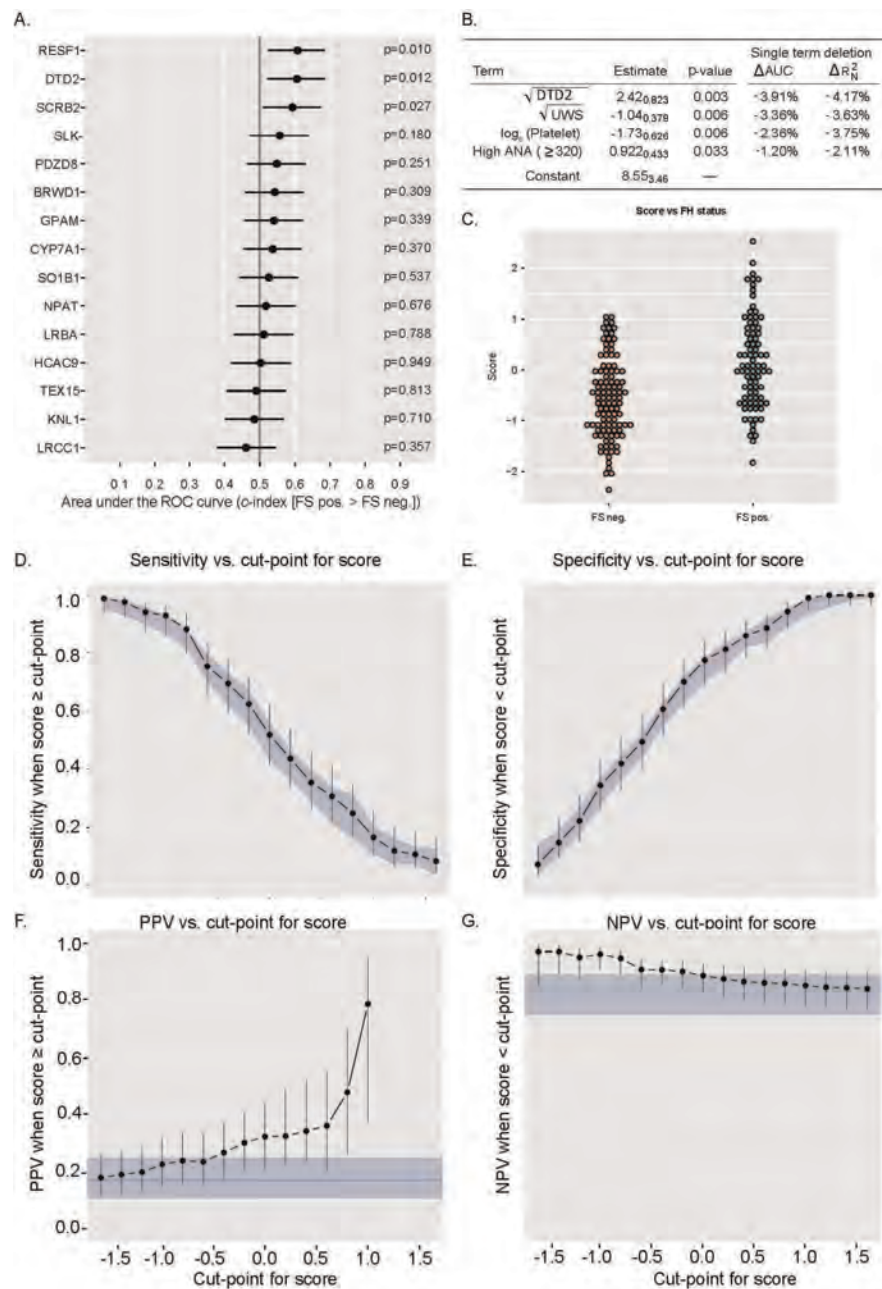 A.
RESF1 p=0.010
DTD2 p=0.012
SCRB2 p=0.027
SLK p=0.180
PDZD8 p=0.251
BRWD1 p=0.309
GPAM p=0.339
CYP7A1 p=0.370
SO1B1 p=0.537
NPAT p=0.676
LRBA p=0.788
HCAC9 p=0.949
TEX15 p=0.813
KNL1 p=0.710
LRCC1 p=0.357
0.1 0.2 0.3 0.4 0.5 0.6 0.7 0.8 0.9
Area under the ROC curve (c-index [FS pos. > FS neg.])
B.
Single term deletion
Term Estimate p-value ΔAUC ΔR²N
√DTD2 2.42 0.823 0.003 -3.91% -4.17%
√UWS -1.04 0.378 0.006 -3.36% -3.63%
loge (Platelet) -1.73 0.626 0.006 -2.36% -3.75%
High ANA (≥320) 0.922 0.433 0.033 -1.20% -2.11%
Constant 8.55 3.46 —
C.
Score vs FH status
Score
2
1
0
-1
-2
FS neg. FS pos.
D.
Sensitivity vs. cut-point for score
Sensitivity when score ≥ cut-point
1.0
0.8
0.6
0.4
0.2
0.0
E.
Specificity vs. cut-point for score
Specificity when score < cut-point
F.
PPV vs. cut-point for score
PPV when score ≥ cut-point
1.0
0.8
0.6
0.4
0.2
0.0
-1.5 -1.0 -0.5 0.0 0.5 1.0 1.5
Cut-point for score
G.
NPV vs. cut-point for score
NPV when score < cut-point
-1.5 -1.0 -0.5 0.0 0.5 1.0 1.5
Cut-point for score